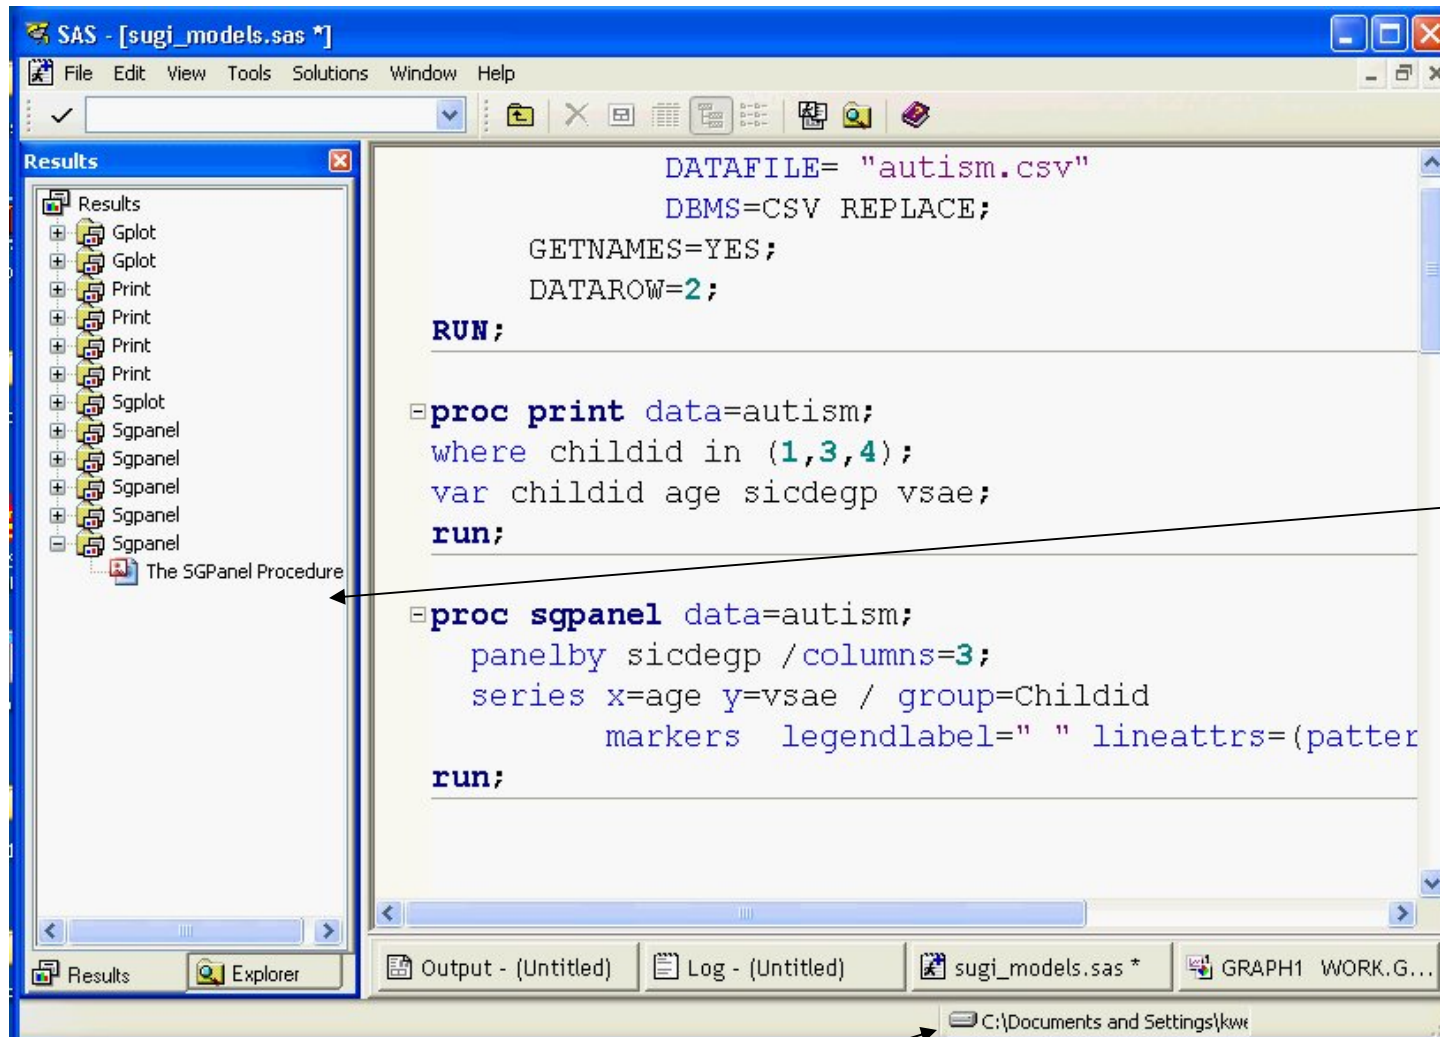 SAS - [sugi_models.sas *]
File Edit View Tools Solutions Window Help
Results
Results
Gplot
Gplot
Print
Print
Print
Print
Sgplot
Sgpanel
Sgpanel
Sgpanel
Sgpanel
Sgpanel
The SGPanel Procedure
DATAFILE= "autism.csv"
DBMS=CSV REPLACE;
GETNAMES=YES;
DATAROW=2;
RUN;
proc print data=autism;
where childid in (1,3,4);
var childid age sicdegp vsae;
run;
proc sgpanel data=autism;
panelby sicdegp /columns=3;
series x=age y=vsae / group=Childid
markers legendlabel=" " lineattrs=(patter
run;
Results Explorer
Output - (Untitled) Log - (Untitled) sugi_models.sas * GRAPH1 WORK.G...
C:\Documents and Settings\kwe